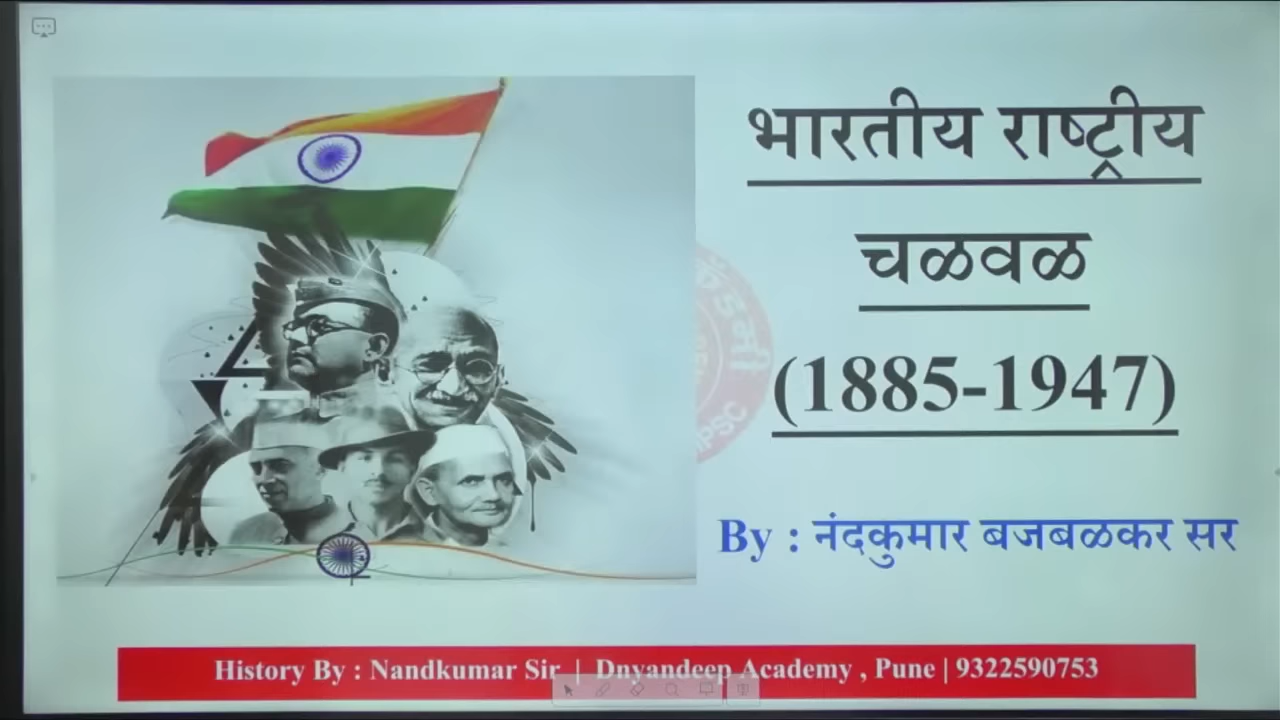 भारतीय राष्ट्रीय
चळवळ
(1885-1947)
By : नंदकुमार बजबळकर सर
History By : Nandkumar Sir | Dnyandeep Academy , Pune | 9322590753